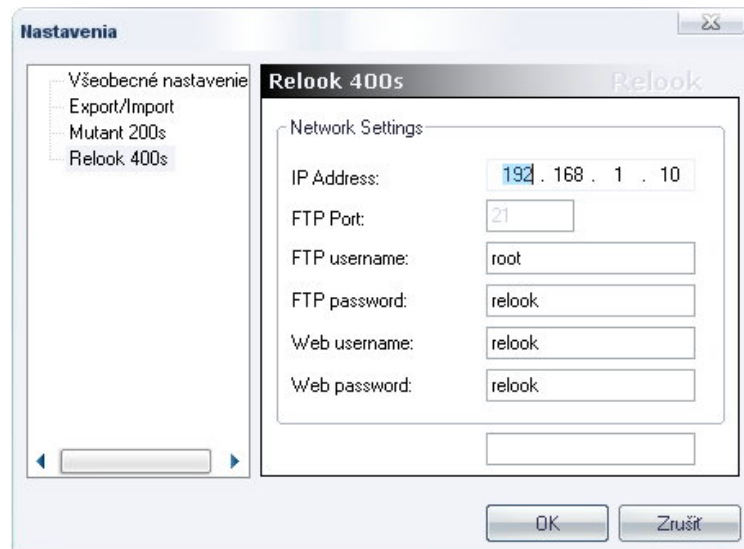 Nastavenia
Všeobecné nastavenie
Export/Import
Mutant 200s
Relook 400s
Relook 400s Relook
Network Settings
IP Address: 192 . 168 . 1 . 10
FTP Port: 21
FTP username: root
FTP password: relook
Web username: relook
Web password: relook
OK Zrušiť